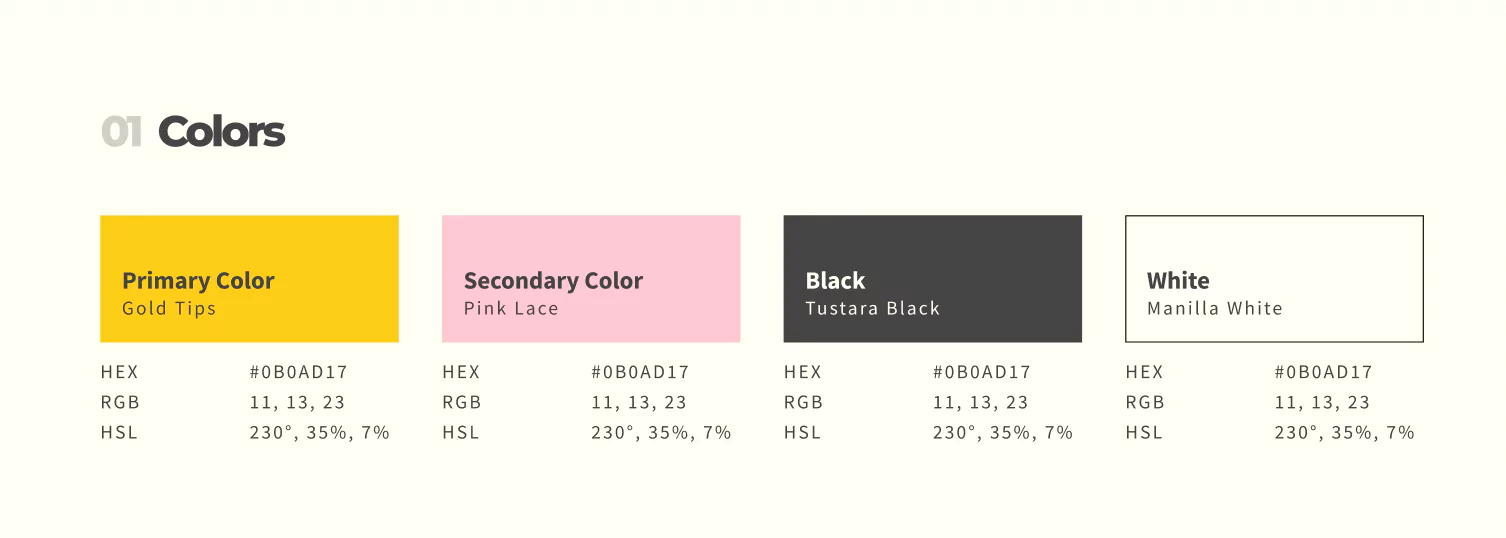 01 Colors
Primary Color
Gold Tips
HEX #0B0AD17
RGB 11, 13, 23
HSL 230°, 35%, 7%
Secondary Color
Pink Lace
HEX #0B0AD17
RGB 11, 13, 23
HSL 230°, 35%, 7%
Black
Tustara Black
HEX #0B0AD17
RGB 11, 13, 23
HSL 230°, 35%, 7%
White
Manilla White
HEX #0B0AD17
RGB 11, 13, 23
HSL 230°, 35%, 7%